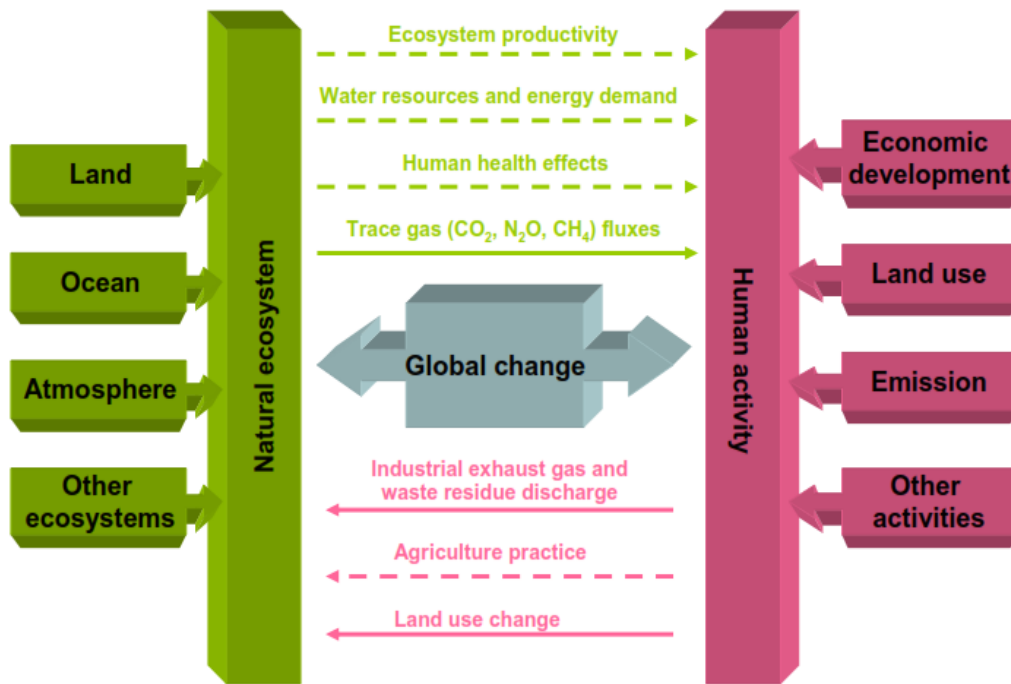 Ecosystem productivity
Water resources and energy demand
Human health effects
Trace gas (CO₂, N₂O, CH₄) fluxes
Land
Ocean
Atmosphere
Other
ecosystems
Natural ecosystem
Global change
Human activity
Economic
development
Land use
Emission
Other
activities
Industrial exhaust gas and
waste residue discharge
Agriculture practice
Land use change